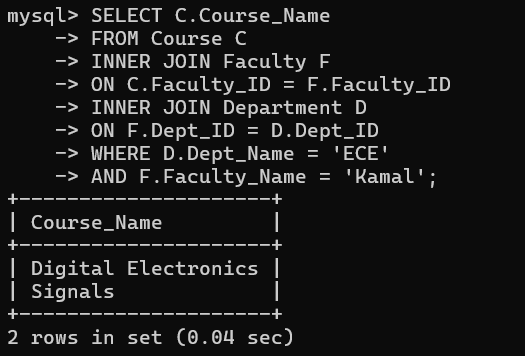 mysql> SELECT C.Course_Name
    -> FROM Course C
    -> INNER JOIN Faculty F
    -> ON C.Faculty_ID = F.Faculty_ID
    -> INNER JOIN Department D
    -> ON F.Dept_ID = D.Dept_ID
    -> WHERE D.Dept_Name = 'ECE'
    -> AND F.Faculty_Name = 'Kamal';
+---------------------+
| Course_Name         |
+---------------------+
| Digital Electronics |
| Signals             |
+---------------------+
2 rows in set (0.04 sec)